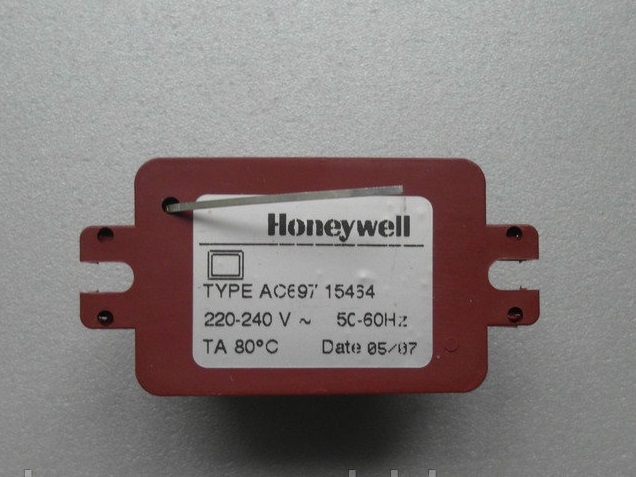 Honeywell
TYPE AC697 15464
220-240 V ~ 50-60Hz
TA 80°C Date 05/07